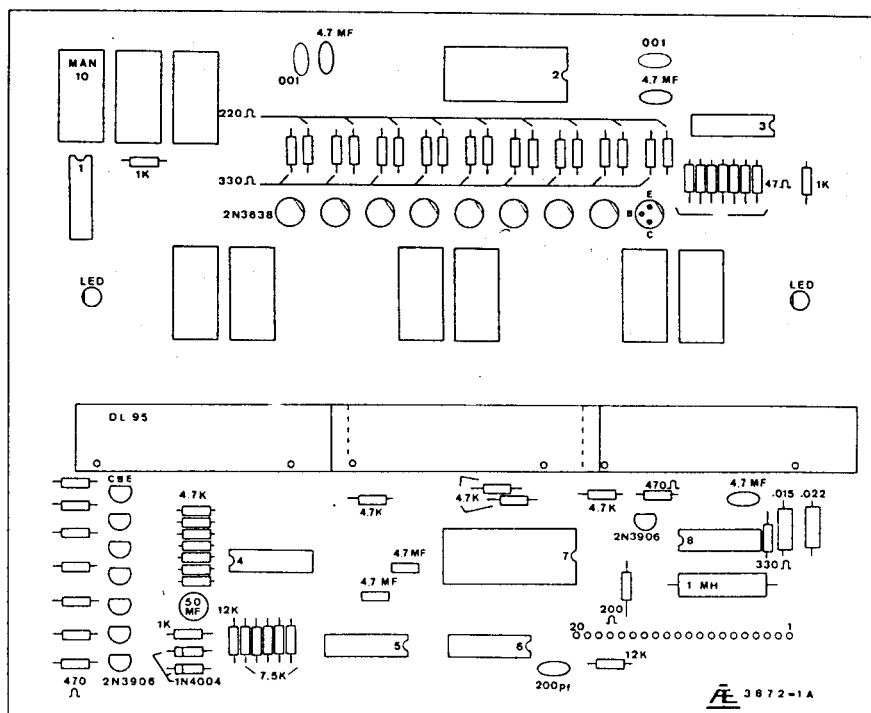 4.7 MF
001
MAN
10
001
2
4.7 MF
220Ω
3
1
1K
330Ω
47Ω
1K
2N3638
E
B
C
LED
LED
DL 95
CBE
4.7K
4.7K
4.7K
470Ω
4.7K
4.7 MF
.015
.022
2N3906
4
7
8
4.7 MF
330Ω
4.7 MF
1 MH
50
MF
12K
200
Ω
1K
20
1
5
6
12K
7.5K
470
Ω
2N3906
1N4004
200pf
3872-1A